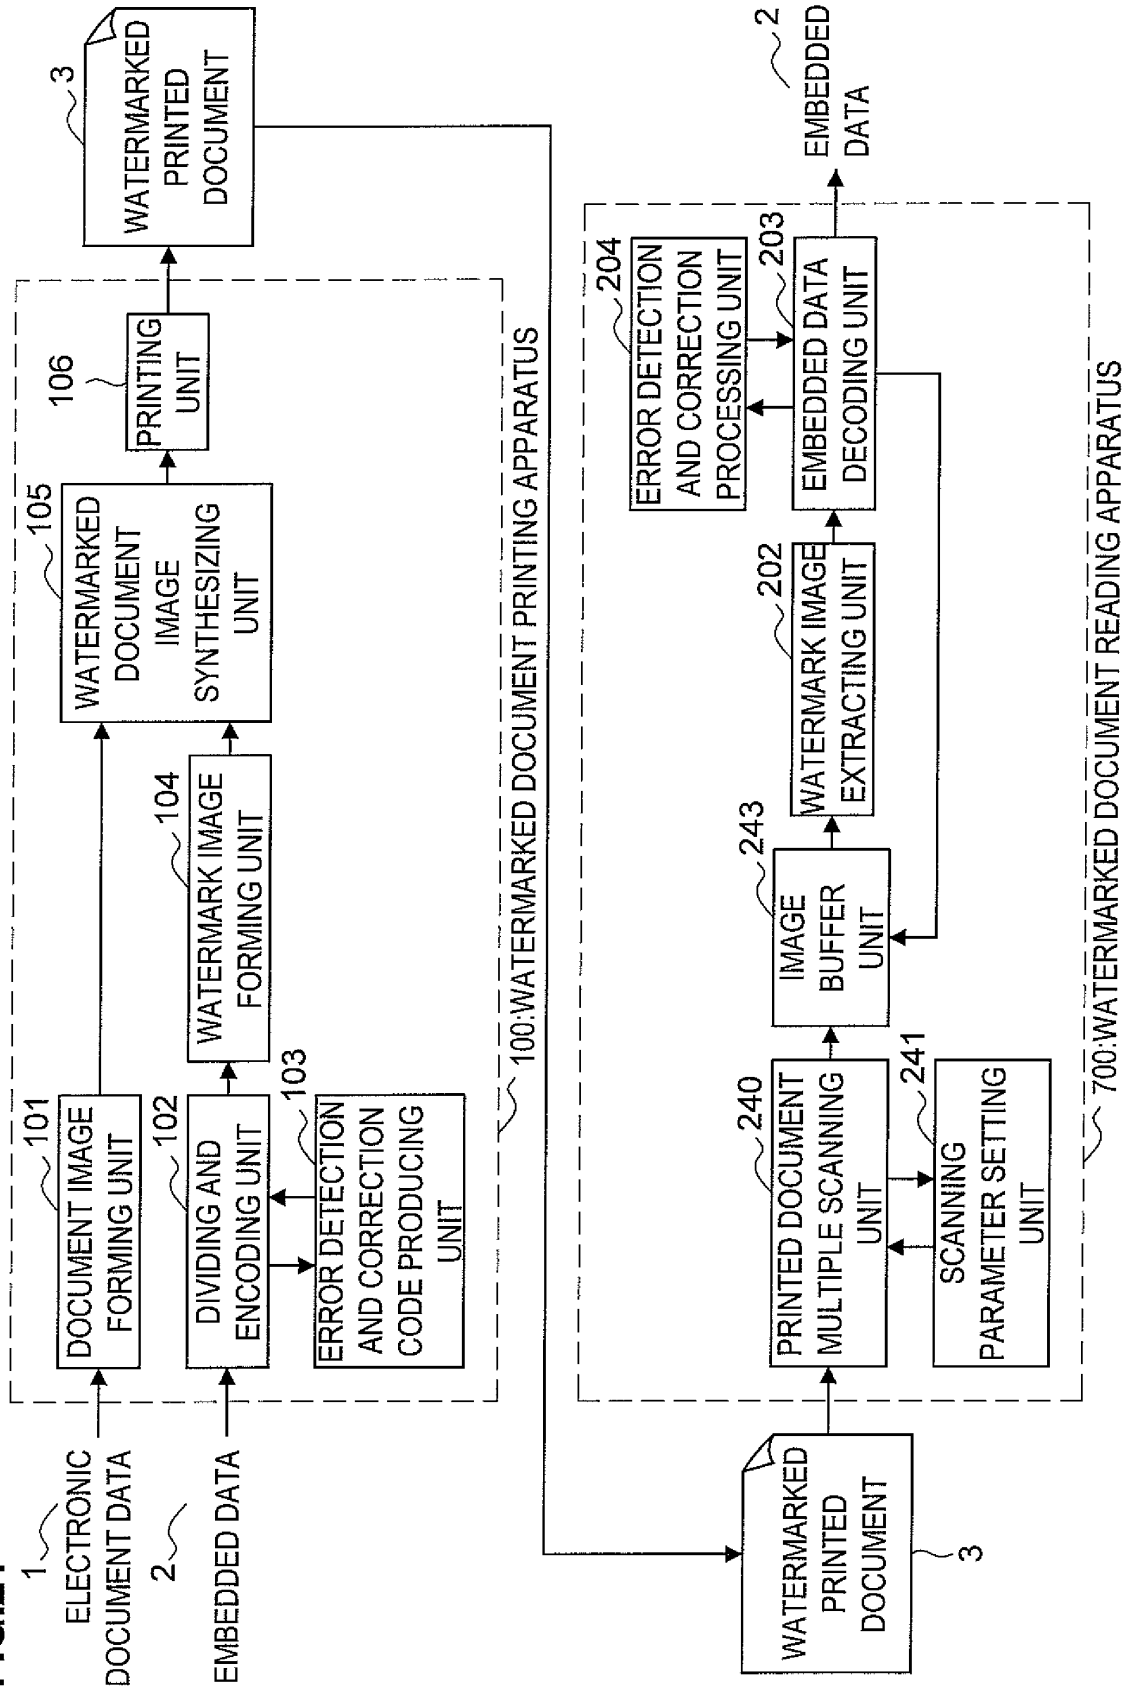 1
ELECTRONIC
DOCUMENT DATA
2
EMBEDDED DATA
101
DOCUMENT IMAGE
FORMING UNIT
102
DIVIDING AND
ENCODING UNIT
103
ERROR DETECTION
AND CORRECTION
CODE PRODUCING
UNIT
104
WATERMARK IMAGE
FORMING UNIT
105
WATERMARKED
DOCUMENT
IMAGE
SYNTHESIZING
UNIT
106
PRINTING
UNIT
3
WATERMARKED
PRINTED
DOCUMENT
100:WATERMARKED DOCUMENT PRINTING APPARATUS
WATERMARKED
PRINTED
DOCUMENT
3
240
PRINTED DOCUMENT
MULTIPLE SCANNING
UNIT
241
SCANNING
PARAMETER SETTING
UNIT
243
IMAGE
BUFFER
UNIT
202
WATERMARK IMAGE
EXTRACTING UNIT
204
ERROR DETECTION
AND CORRECTION
PROCESSING UNIT
203
EMBEDDED DATA
DECODING UNIT
2
EMBEDDED
DATA
700:WATERMARKED DOCUMENT READING APPARATUS